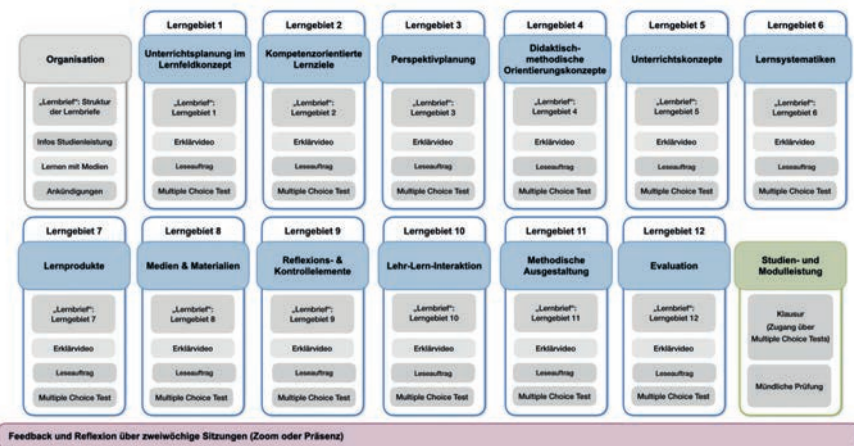 Lerngebiet 1
Lerngebiet 2
Lerngebiet 3
Lerngebiet 4
Lerngebiet 5
Lerngebiet 6
Organisation
Unterrichtsplanung im
Lernfeldkonzept
Kompetenzorientierte
Lernziele
Perspektivplanung
Didaktisch-
methodische
Orientierungskonzepte
Unterrichtskonzepte
Lernsystematiken
„Lernbrief“: Struktur
der Lernbriefe
„Lernbrief“:
Lerngebiet 1
„Lernbrief“:
Lerngebiet 2
„Lernbrief“:
Lerngebiet 3
„Lernbrief“:
Lerngebiet 4
„Lernbrief“:
Lerngebiet 5
„Lernbrief“:
Lerngebiet 6
Infos Studienleistung
Erklärvideo
Erklärvideo
Erklärvideo
Erklärvideo
Erklärvideo
Erklärvideo
Lernen mit Medien
Leseauftrag
Leseauftrag
Leseauftrag
Leseauftrag
Leseauftrag
Leseauftrag
Ankündigungen
Multiple Choice Test
Multiple Choice Test
Multiple Choice Test
Multiple Choice Test
Multiple Choice Test
Multiple Choice Test
Lerngebiet 7
Lerngebiet 8
Lerngebiet 9
Lerngebiet 10
Lerngebiet 11
Lerngebiet 12
Lernprodukte
Medien & Materialien
Reflexions- &
Kontrollelemente
Lehr-Lern-Interaktion
Methodische
Ausgestaltung
Evaluation
Studien- und
Modulleistung
„Lernbrief“:
Lerngebiet 7
„Lernbrief“:
Lerngebiet 8
„Lernbrief“:
Lerngebiet 9
„Lernbrief“:
Lerngebiet 10
„Lernbrief“:
Lerngebiet 11
„Lernbrief“:
Lerngebiet 12
Klausur
(Zugang über
Multiple Choice Tests)
Erklärvideo
Erklärvideo
Erklärvideo
Erklärvideo
Erklärvideo
Erklärvideo
Leseauftrag
Leseauftrag
Leseauftrag
Leseauftrag
Leseauftrag
Leseauftrag
Mündliche Prüfung
Multiple Choice Test
Multiple Choice Test
Multiple Choice Test
Multiple Choice Test
Multiple Choice Test
Multiple Choice Test
Feedback und Reflexion über zweiwöchige Sitzungen (Zoom oder Präsenz)